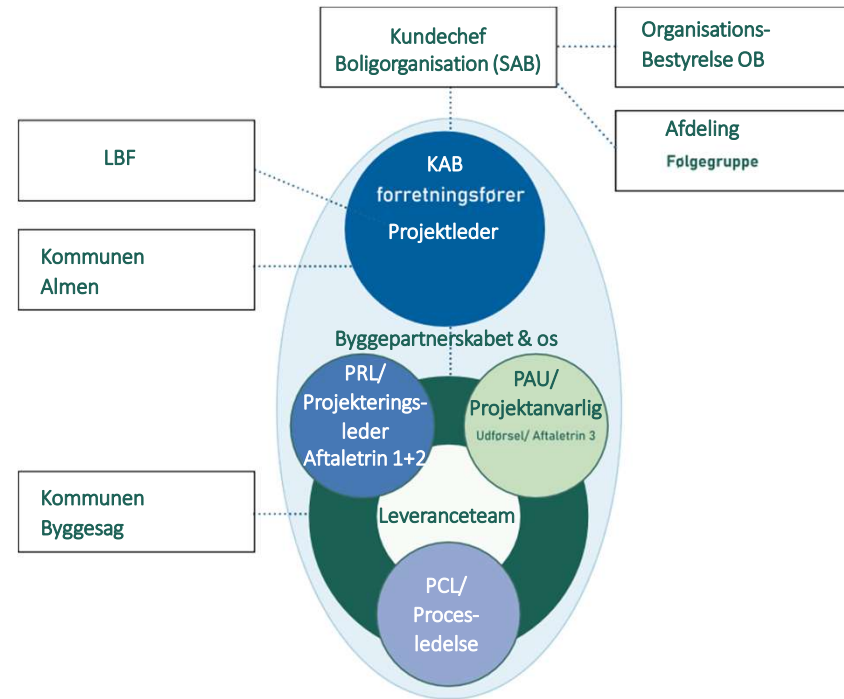 Kundechef
Boligorganisation (SAB)
Organisations-
Bestyrelse OB
Afdeling
Følgegruppe
LBF
KAB
forretningsfører
Projektleder
Kommunen
Almen
Byggepartnerskabet & os
PRL/
Projekterings-
leder
Aftaletrin 1+2
PAU/
Projektanvarlig
Udførsel/ Aftaletrin 3
Kommunen
Byggesag
Leveranceteam
PCL/
Proces-
ledelse